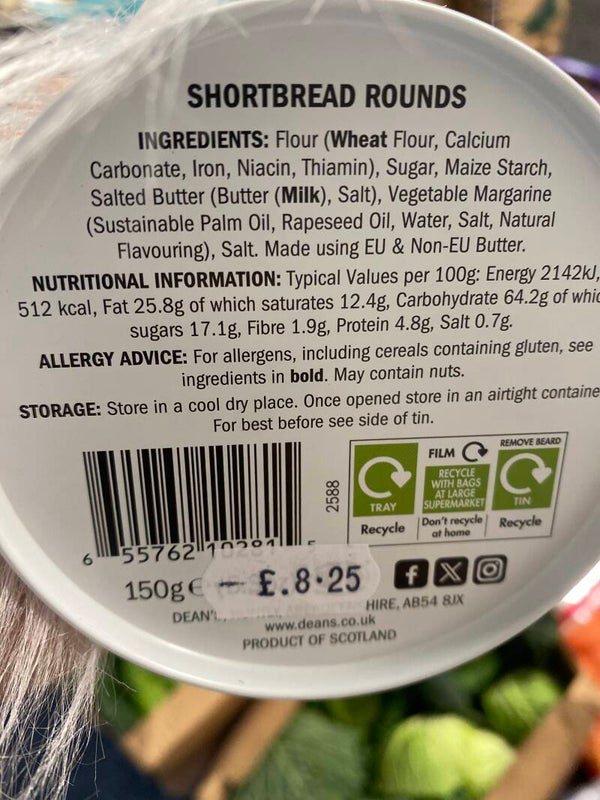 SHORTBREAD ROUNDS
INGREDIENTS: Flour (Wheat Flour, Calcium
Carbonate, Iron, Niacin, Thiamin), Sugar, Maize Starch,
Salted Butter (Butter (Milk), Salt), Vegetable Margarine
(Sustainable Palm Oil, Rapeseed Oil, Water, Salt, Natural
Flavouring), Salt. Made using EU & Non-EU Butter.
NUTRITIONAL INFORMATION: Typical Values per 100g: Energy 2142kJ,
512 kcal, Fat 25.8g of which saturates 12.4g, Carbohydrate 64.2g of whic
sugars 17.1g, Fibre 1.9g, Protein 4.8g, Salt 0.7g.
ALLERGY ADVICE: For allergens, including cereals containing gluten, see
ingredients in bold. May contain nuts.
STORAGE: Store in a cool dry place. Once opened store in an airtight containe
For best before see side of tin.
2588
TRAY
Recycle
FILM
RECYCLE
WITH BAGS
AT LARGE
SUPERMARKET
Don't recycle
at home
REMOVE BEARD
TIN
Recycle
6 55762
150g e
- £.8.25
DEAN'
HIRE, AB54 8JX
www.deans.co.uk
PRODUCT OF SCOTLAND